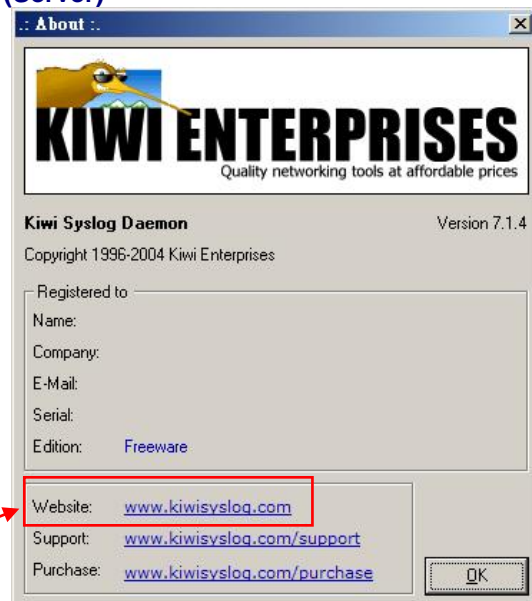 (Server)
.: About :.
KIWI ENTERPRISES
Quality networking tools at affordable prices
Kiwi Syslog Daemon Version 7.1.4
Copyright 1996-2004 Kiwi Enterprises
Registered to
Name:
Company:
E-Mail:
Serial:
Edition: Freeware
Website: www.kiwisyslog.com
Support: www.kiwisyslog.com/support
Purchase: www.kiwisyslog.com/purchase
OK